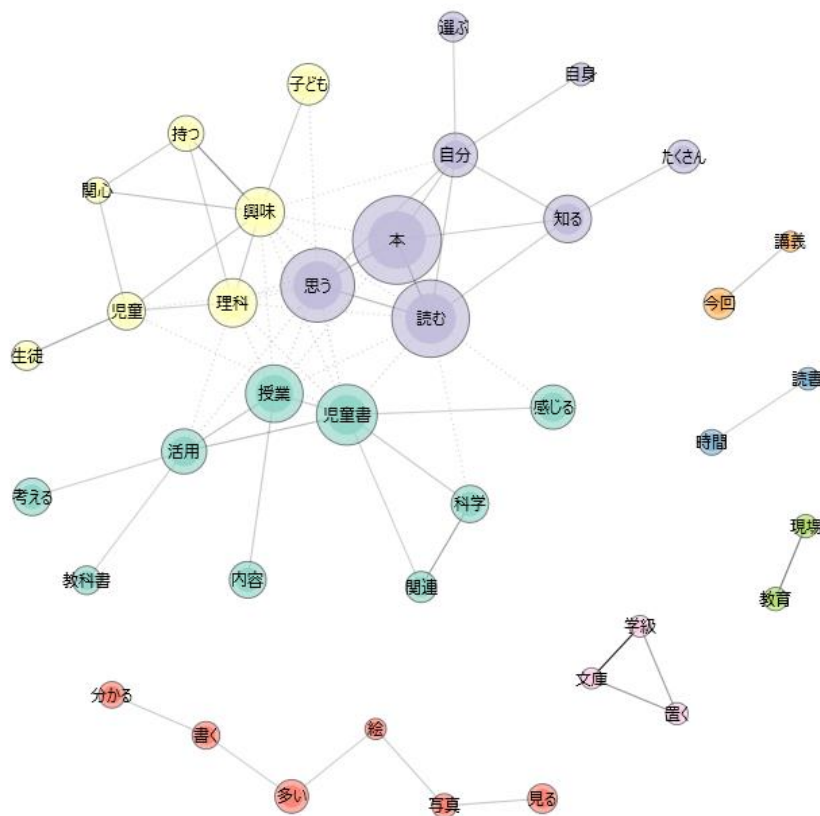 選ぶ
自身
子ども
持つ
自分
たくさん
関心
興味
知る
本
講義
思う
今回
理科
児童
読む
生徒
読書
授業
児童書
感じる
時間
活用
考える
科学
現場
教科書
内容
関連
教育
学級
文庫
置く
分かる
書く
絵
多い
写真
見る